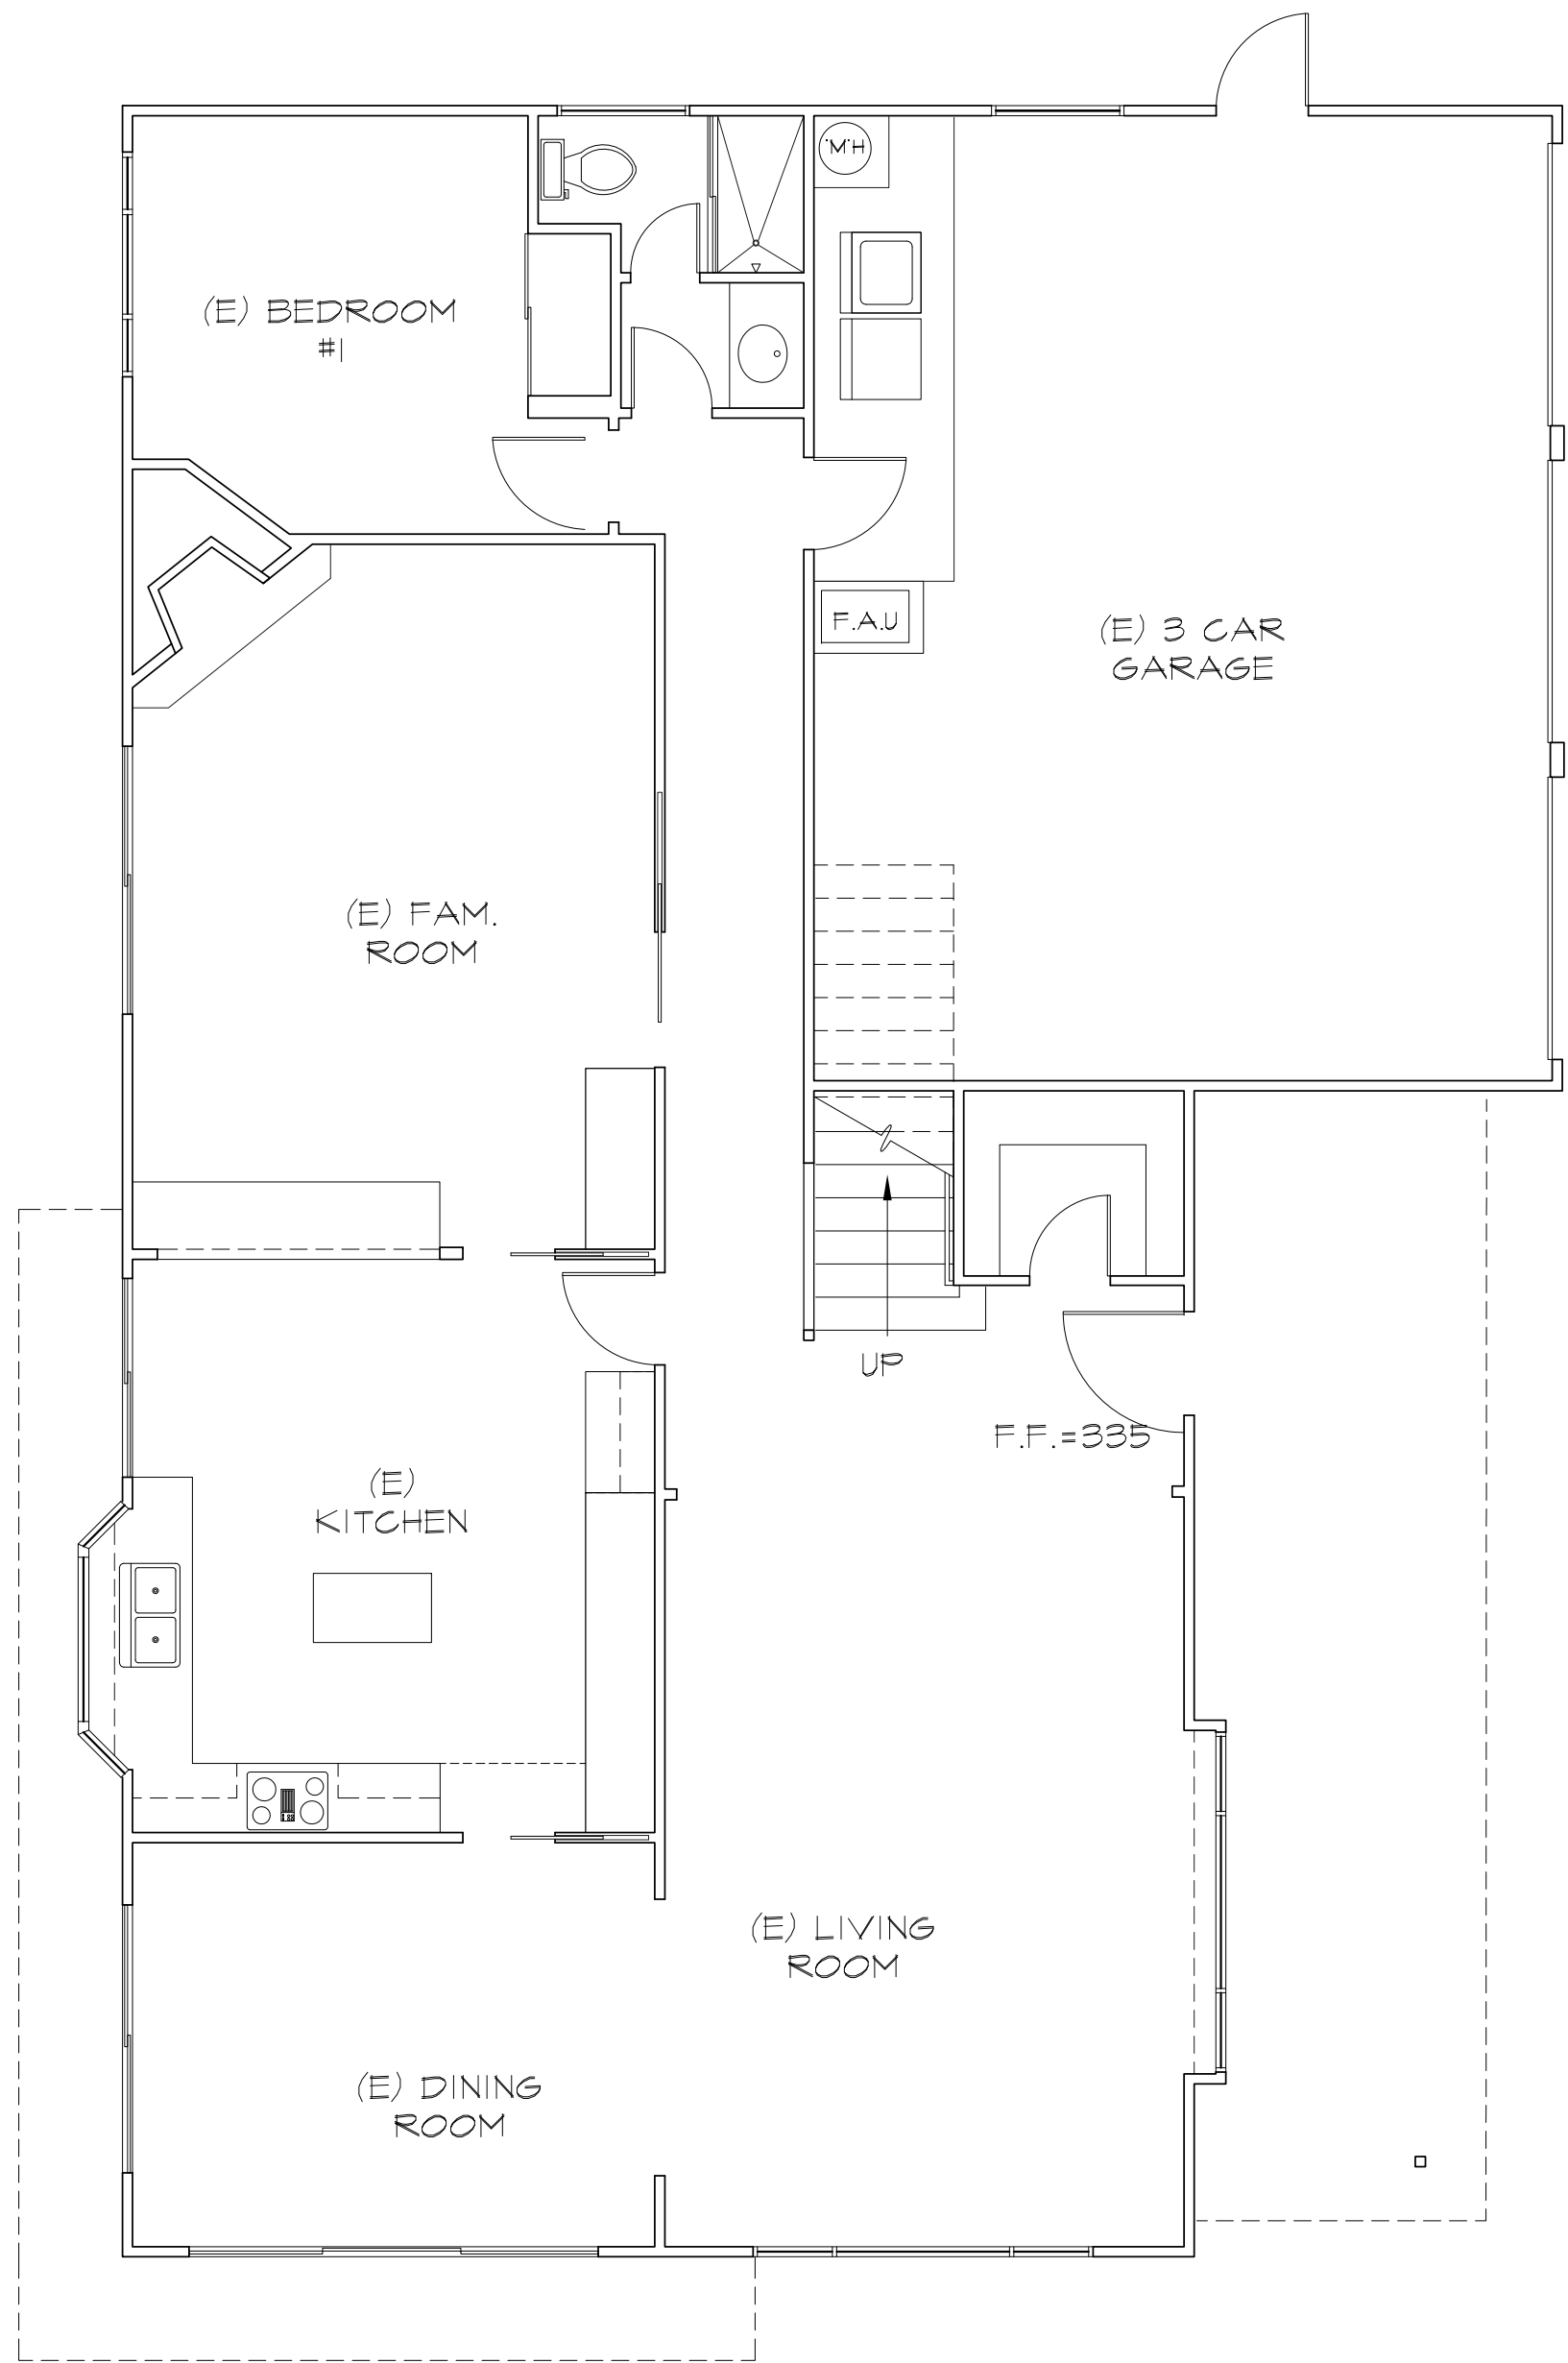 .W.H
(E) BEDROOM
#1
F.A.U
(E) 3 CAR
GARAGE
(E) FAM.
ROOM
UP
F.F.=335
(E)
KITCHEN
(E) LIVING
ROOM
(E) DINING
ROOM